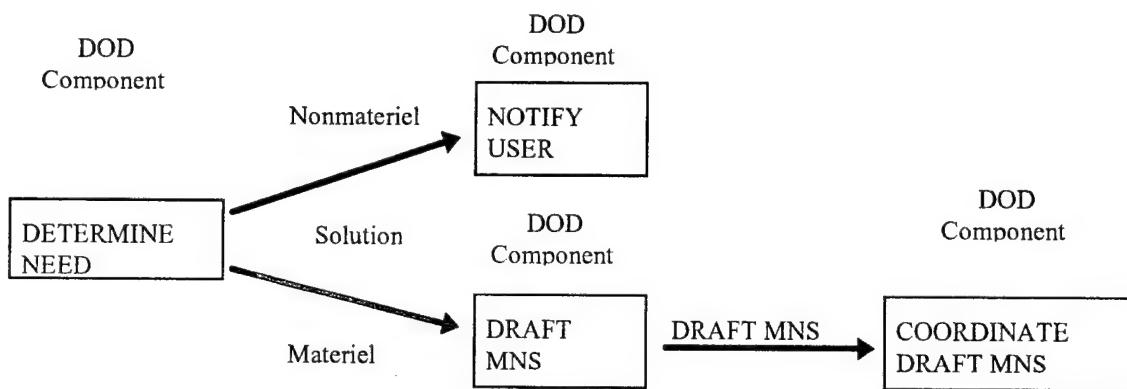 DOD
Component
DOD
Component
Nonmateriel
NOTIFY
USER
DETERMINE
NEED
Solution
DOD
Component
DOD
Component
Materiel
DRAFT
MNS
DRAFT MNS
COORDINATE
DRAFT MNS